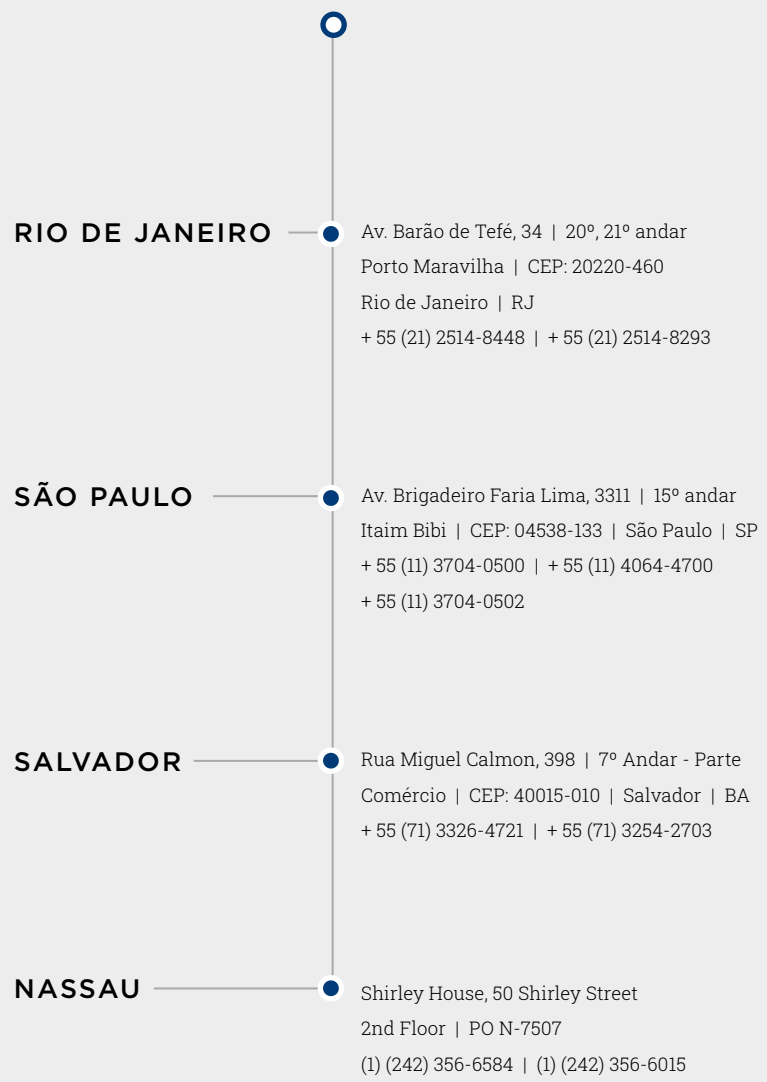 RIO DE JANEIRO
Av. Barão de Tefé, 34 | 20º, 21º andar
Porto Maravilha | CEP: 20220-460
Rio de Janeiro | RJ
+ 55 (21) 2514-8448 | + 55 (21) 2514-8293
SÃO PAULO
Av. Brigadeiro Faria Lima, 3311 | 15º andar
Itaim Bibi | CEP: 04538-133 | São Paulo | SP
+ 55 (11) 3704-0500 | + 55 (11) 4064-4700
+ 55 (11) 3704-0502
SALVADOR
Rua Miguel Calmon, 398 | 7º Andar - Parte
Comércio | CEP: 40015-010 | Salvador | BA
+ 55 (71) 3326-4721 | + 55 (71) 3254-2703
NASSAU
Shirley House, 50 Shirley Street
2nd Floor | PO N-7507
(1) (242) 356-6584 | (1) (242) 356-6015